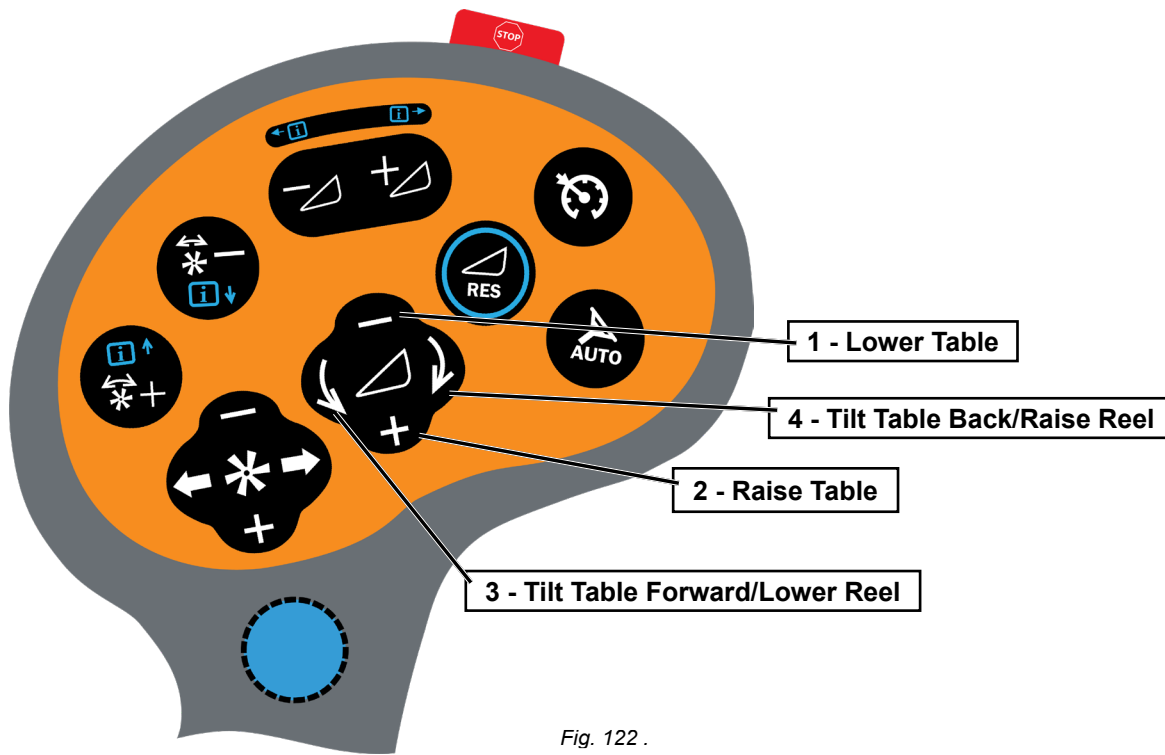 STOP
i
i
− +
i
−
RES
AUTO
i
+
−
+
−
+
1 - Lower Table
4 - Tilt Table Back/Raise Reel
2 - Raise Table
3 - Tilt Table Forward/Lower Reel
Fig. 122 .